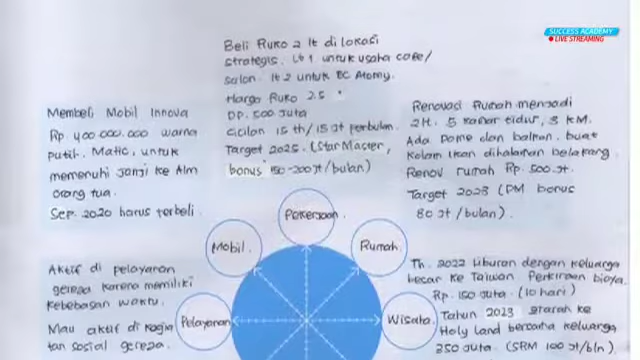 SUCCESS ACADEMY
LIVE STREAMING
Beli Ruko 2 lt di lokasi
strategis. Lt 1 untuk usaha cafe/
salon. lt 2 untuk EC Atomy.
Harga Ruko 2.5
DP. 500 Juta
Cicilan 15 th/15 Jt perbulan.
Target 2025. (Star Master,
bonus 150-200 jt/bulan)
Membeli Mobil Innova
Rp. 400.000.000 warna
putih. Matic, untuk
memenuhi janji ke Alm
orang tua.
Sep. 2020 harus terbeli.
Renovasi Rumah menjadi
2 lt. 5 kamar tidur, 3 KM.
Ada dome dan balkon, buat
kolam ikan dihalaman belakang.
Renov rumah Rp. 500 Jt.
Target 2023 (DM bonus
80 jt/bulan).
Pekerjaan
Mobil
Rumah
Aktif di pelayanan
gereja karena memiliki
kebebasan waktu.
Mau aktif di kegia
tan sosial gereja.
Pelayanan
Wisata
Th. 2022 liburan dengan keluarga
besar ke Taiwan Perkiraan biaya
Rp. 150 Juta. (10 hari)
Tahun 2023 ziarah ke
Holy Land bersama keluarga
350 Juta. (SRM 100 jt/bln)